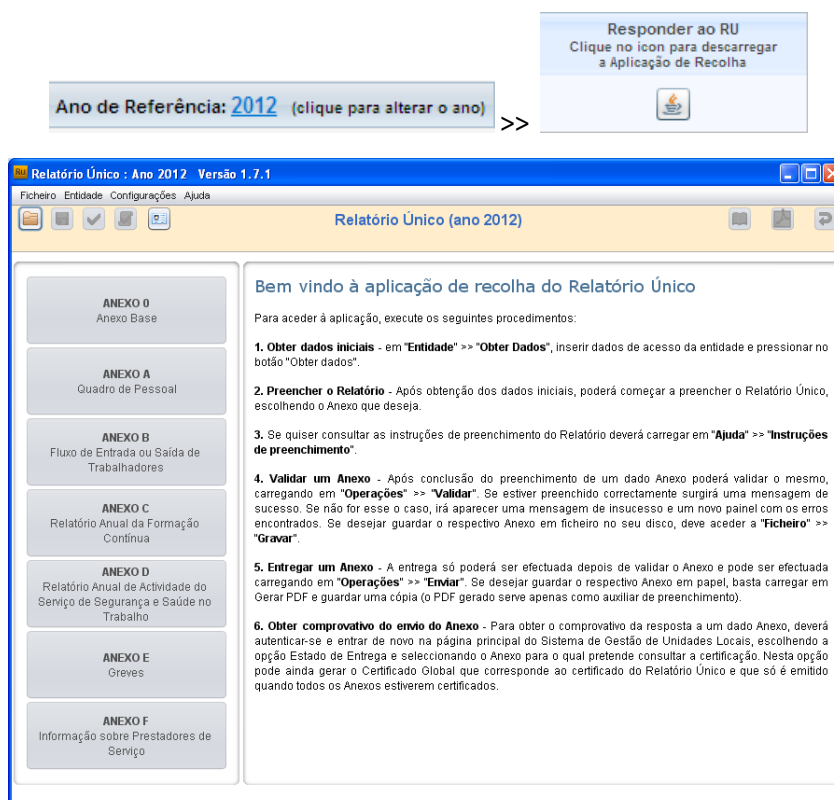 Responder ao RU
Clique no icon para descarregar
a Aplicação de Recolha
Ano de Referência: 2012 (clique para alterar o ano)
>>
Relatório Único : Ano 2012 Versão 1.7.1
Ficheiro Entidade Configurações Ajuda
Relatório Único (ano 2012)
ANEXO 0
Anexo Base
ANEXO A
Quadro de Pessoal
ANEXO B
Fluxo de Entrada ou Saída de
Trabalhadores
ANEXO C
Relatório Anual da Formação
Contínua
ANEXO D
Relatório Anual de Actividade do
Serviço de Segurança e Saúde no
Trabalho
ANEXO E
Greves
ANEXO F
Informação sobre Prestadores de
Serviço
Bem vindo à aplicação de recolha do Relatório Único
Para aceder à aplicação, execute os seguintes procedimentos:
1. Obter dados iniciais - em "Entidade" >> "Obter Dados", inserir dados de acesso da entidade e pressionar no
botão "Obter dados".
2. Preencher o Relatório - Após obtenção dos dados iniciais, poderá começar a preencher o Relatório Único,
escolhendo o Anexo que deseja.
3. Se quiser consultar as instruções de preenchimento do Relatório deverá carregar em "Ajuda" >> "Instruções
de preenchimento".
4. Validar um Anexo - Após conclusão do preenchimento de um dado Anexo poderá validar o mesmo,
carregando em "Operações" >> "Validar". Se estiver preenchido correctamente surgirá uma mensagem de
sucesso. Se não for esse o caso, irá aparecer uma mensagem de insucesso e um novo painel com os erros
encontrados. Se desejar guardar o respectivo Anexo em ficheiro no seu disco, deve aceder a "Ficheiro" >>
"Gravar".
5. Entregar um Anexo - A entrega só poderá ser efectuada depois de validar o Anexo e pode ser efectuada
carregando em "Operações" >> "Enviar". Se desejar guardar o respectivo Anexo em papel, basta carregar em
Gerar PDF e guardar uma cópia (o PDF gerado serve apenas como auxiliar de preenchimento).
6. Obter comprovativo do envio do Anexo - Para obter o comprovativo da resposta a um dado Anexo, deverá
autenticar-se e entrar de novo na página principal do Sistema de Gestão de Unidades Locais, escolhendo a
opção Estado de Entrega e seleccionando o Anexo para o qual pretende consultar a certificação. Nesta opção
pode ainda gerar o Certificado Global que corresponde ao certificado do Relatório Único e que só é emitido
quando todos os Anexos estiverem certificados.